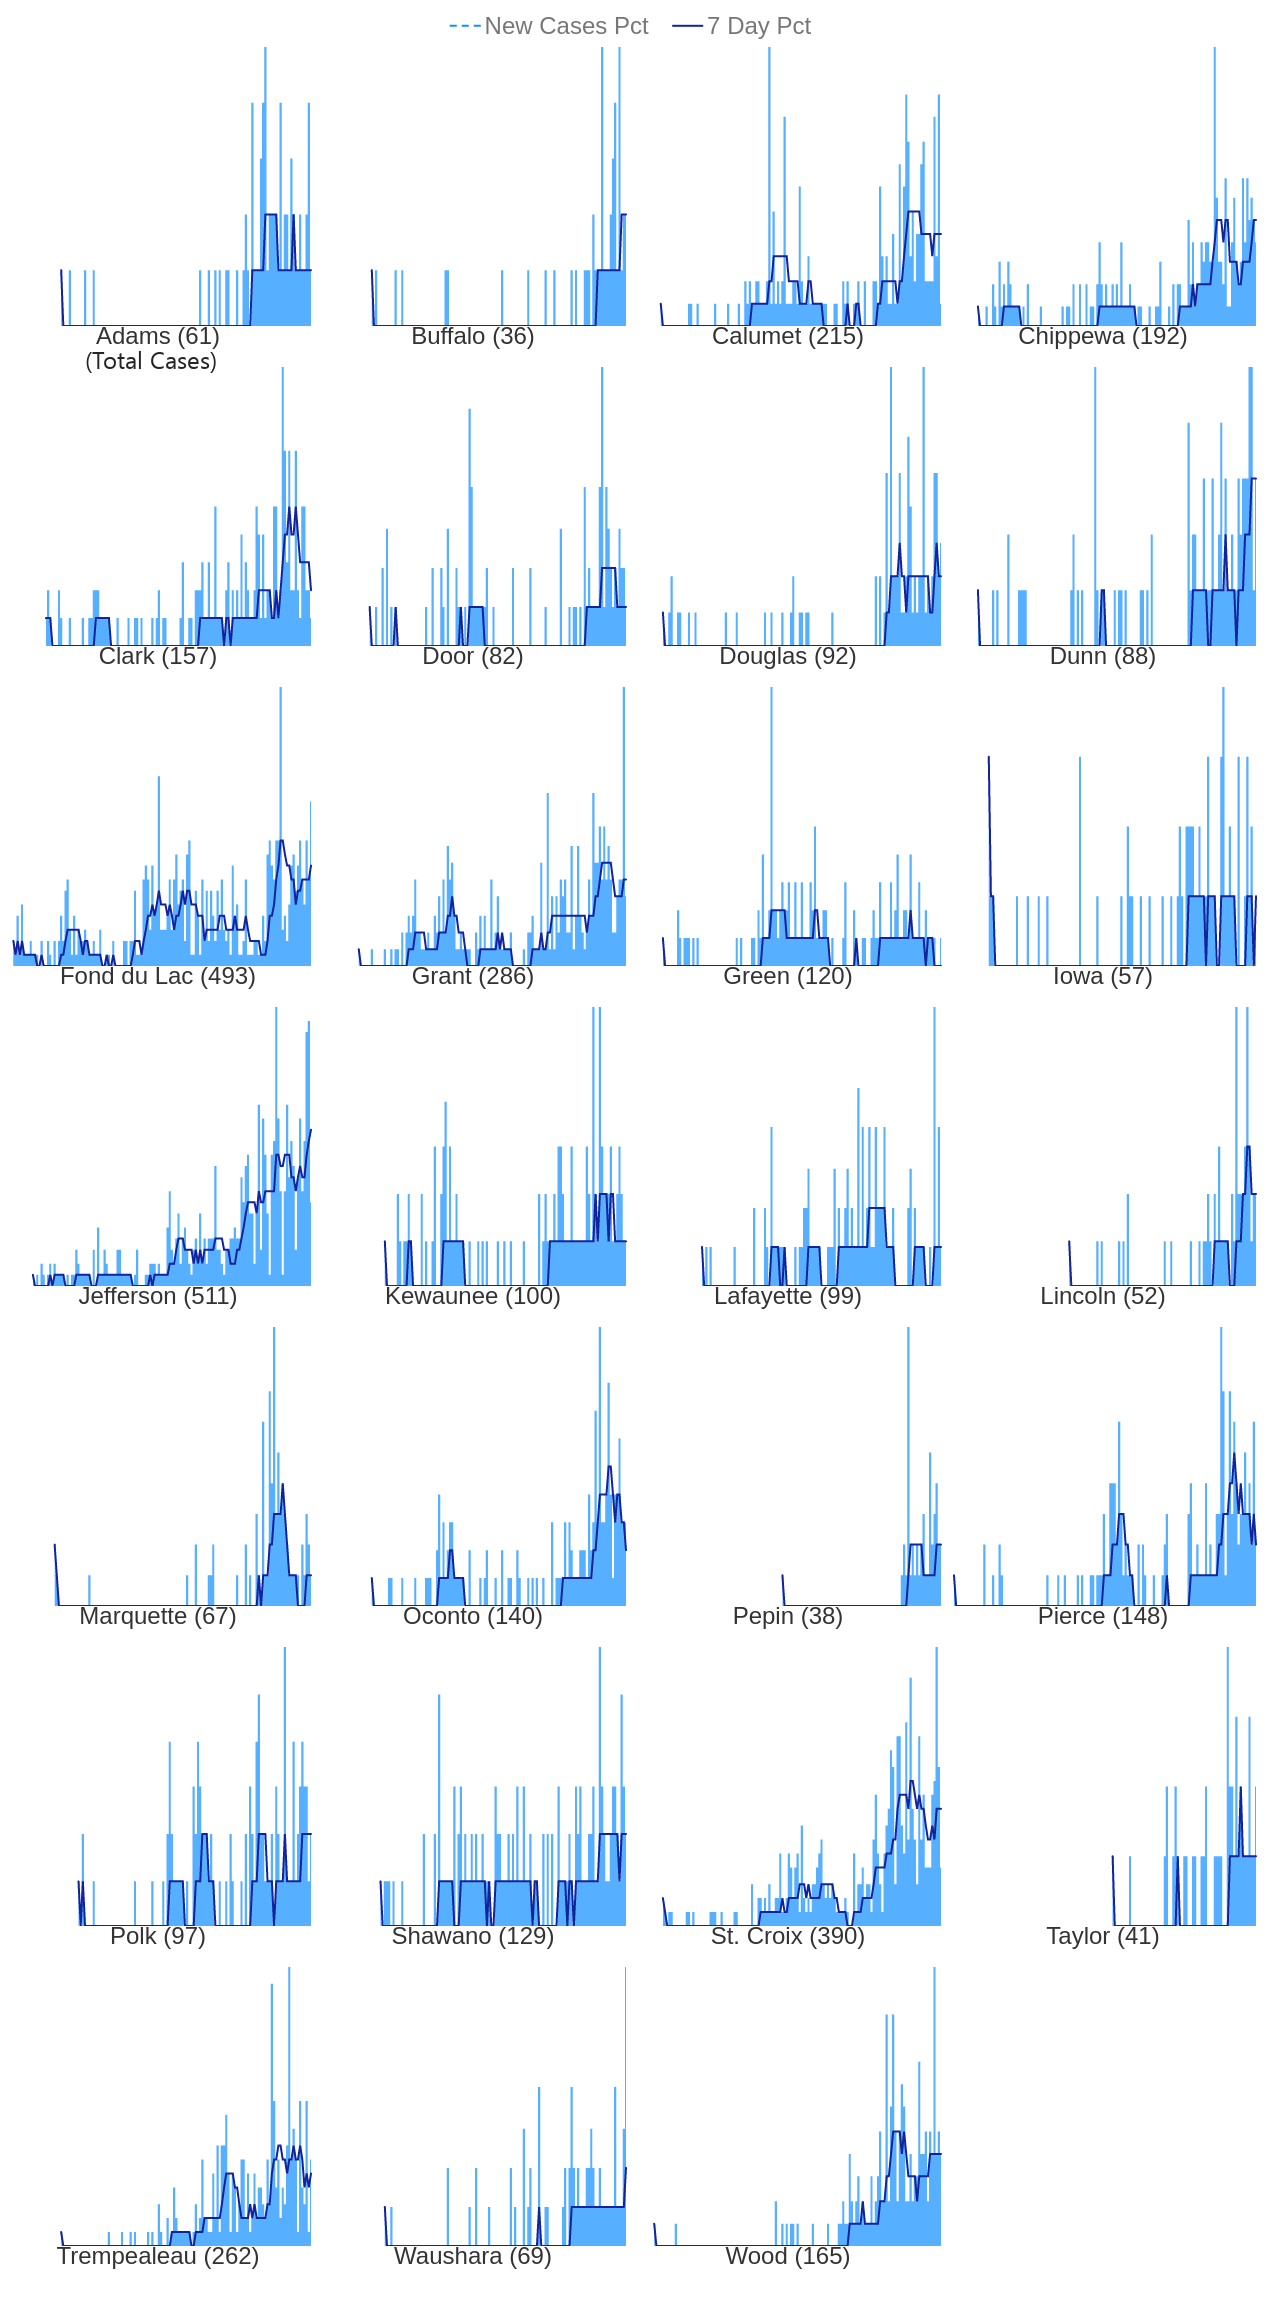 New Cases Pct 7 Day Pct
Adams (61) Buffalo (36) Calumet (215) Chippewa (192)
(Total Cases)
Clark (157) Door (82) Douglas (92) Dunn (88)
Fond du Lac (493) Grant (286) Green (120) Iowa (57)
Jefferson (511) Kewaunee (100) Lafayette (99) Lincoln (52)
Marquette (67) Oconto (140) Pepin (38) Pierce (148)
Polk (97) Shawano (129) St. Croix (390) Taylor (41)
Trempealeau (262) Waushara (69) Wood (165)